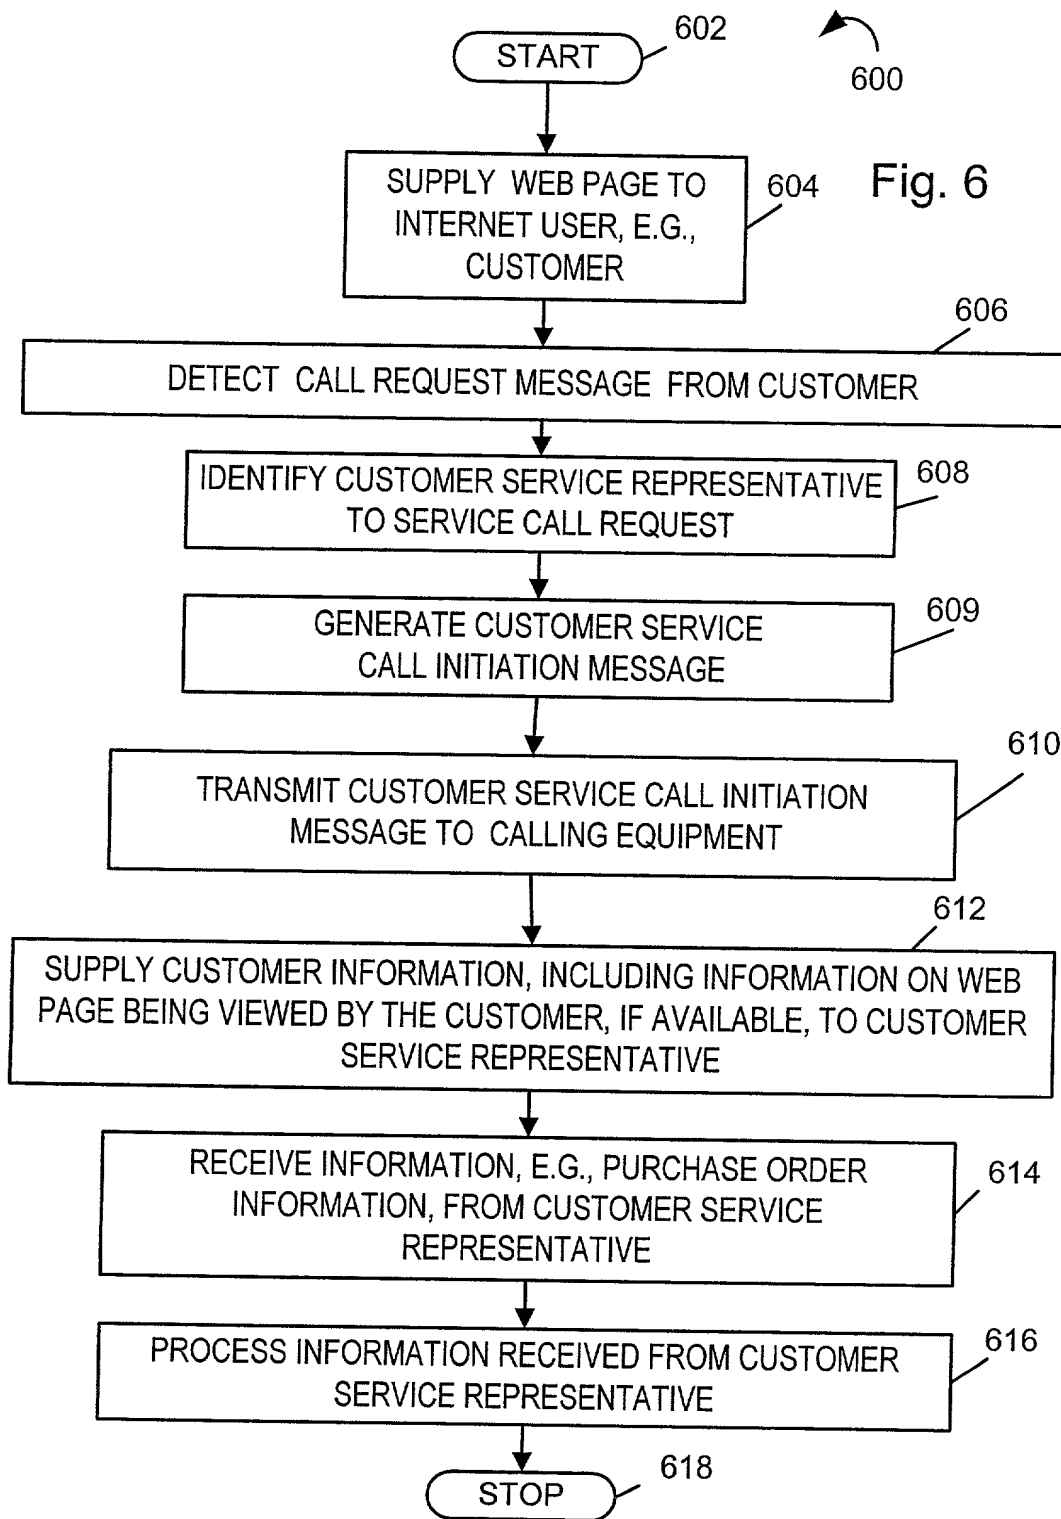 START
602
600
Fig. 6
SUPPLY WEB PAGE TO
INTERNET USER, E.G.,
CUSTOMER
604
606
DETECT CALL REQUEST MESSAGE FROM CUSTOMER
IDENTIFY CUSTOMER SERVICE REPRESENTATIVE
TO SERVICE CALL REQUEST
608
GENERATE CUSTOMER SERVICE
CALL INITIATION MESSAGE
609
TRANSMIT CUSTOMER SERVICE CALL INITIATION
MESSAGE TO CALLING EQUIPMENT
610
612
SUPPLY CUSTOMER INFORMATION, INCLUDING INFORMATION ON WEB
PAGE BEING VIEWED BY THE CUSTOMER, IF AVAILABLE, TO CUSTOMER
SERVICE REPRESENTATIVE
RECEIVE INFORMATION, E.G., PURCHASE ORDER
INFORMATION, FROM CUSTOMER SERVICE
REPRESENTATIVE
614
PROCESS INFORMATION RECEIVED FROM CUSTOMER
SERVICE REPRESENTATIVE
616
STOP
618